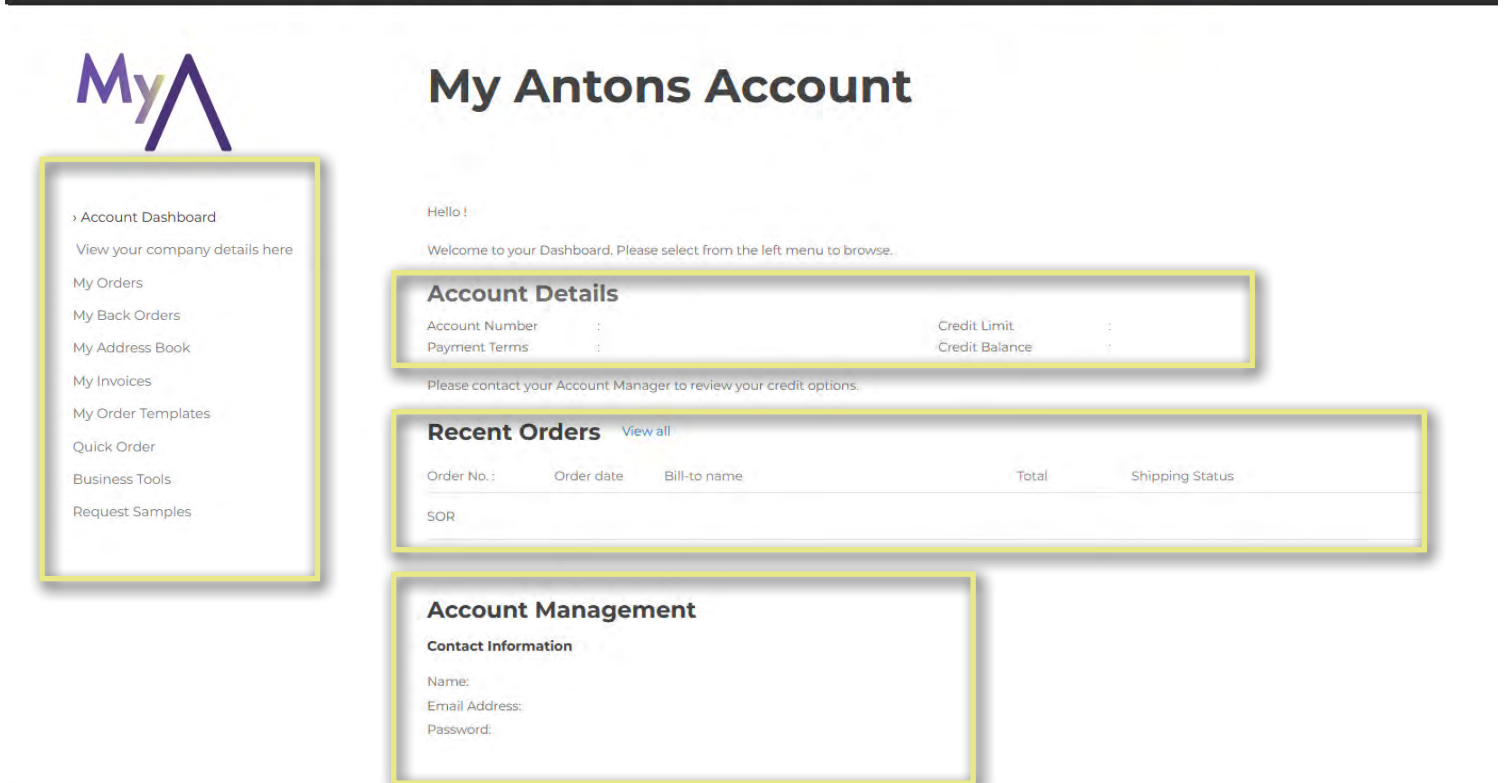 MyA
My Antons Account
› Account Dashboard
View your company details here
My Orders
My Back Orders
My Address Book
My Invoices
My Order Templates
Quick Order
Business Tools
Request Samples
Hello !
Welcome to your Dashboard. Please select from the left menu to browse.
Account Details
Account Number : Credit Limit :
Payment Terms : Credit Balance :
Please contact your Account Manager to review your credit options.
Recent Orders View all
Order No. : Order date Bill-to name Total Shipping Status
SOR
Account Management
Contact Information
Name:
Email Address:
Password: